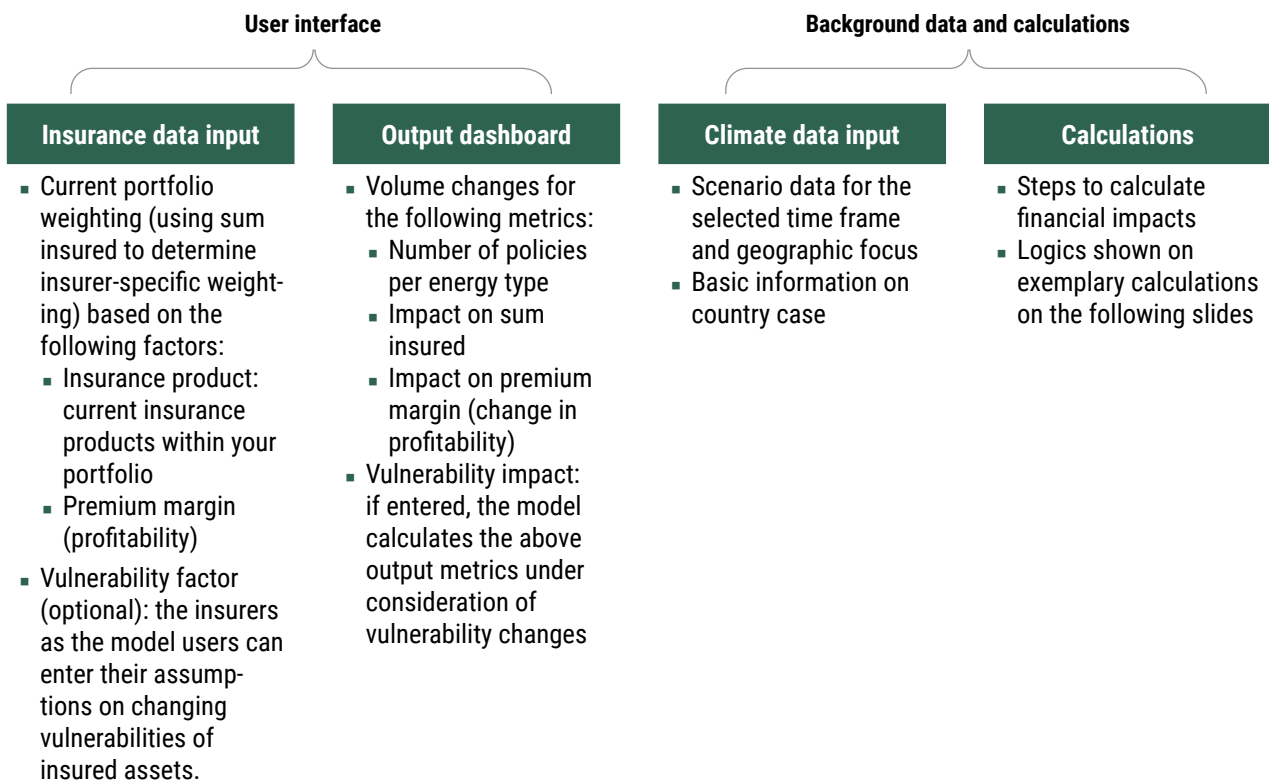 User interface
Background data and calculations
Insurance data input
▪ Current portfolio
weighting (using sum
insured to determine
insurer-specific weight-
ing) based on the
following factors:
▪ Insurance product:
current insurance
products within your
portfolio
▪ Premium margin
(profitability)
▪ Vulnerability factor
(optional): the insurers
as the model users can
enter their assump-
tions on changing
vulnerabilities of
insured assets.
Output dashboard
▪ Volume changes for
the following metrics:
▪ Number of policies
per energy type
▪ Impact on sum
insured
▪ Impact on premium
margin (change in
profitability)
▪ Vulnerability impact:
if entered, the model
calculates the above
output metrics under
consideration of
vulnerability changes
Climate data input
▪ Scenario data for the
selected time frame
and geographic focus
▪ Basic information on
country case
Calculations
▪ Steps to calculate
financial impacts
▪ Logics shown on
exemplary calculations
on the following slides